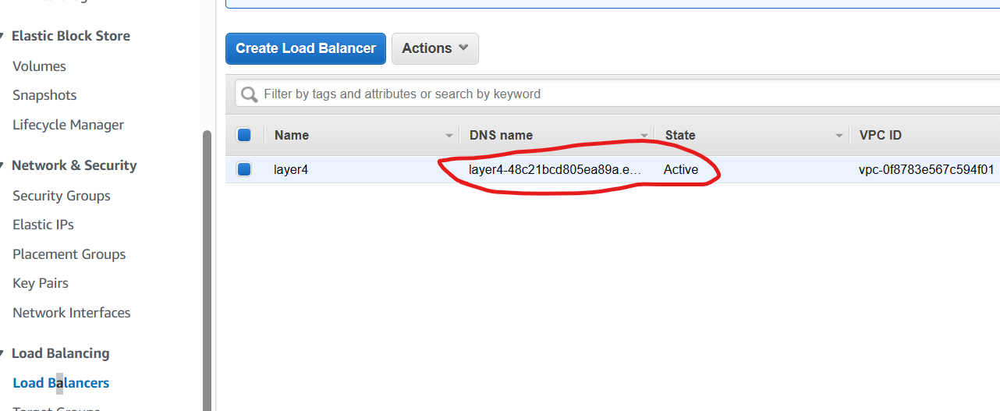 Elastic Block Store
Volumes
Snapshots
Lifecycle Manager
Network & Security
Security Groups
Elastic IPs
Placement Groups
Key Pairs
Network Interfaces
Load Balancing
Load Balancers
Target Groups
Create Load Balancer Actions
Filter by tags and attributes or search by keyword
Name DNS name State VPC ID
layer4 layer4-48c21bcd805ea89a.e... Active vpc-0f8783e567c594f01